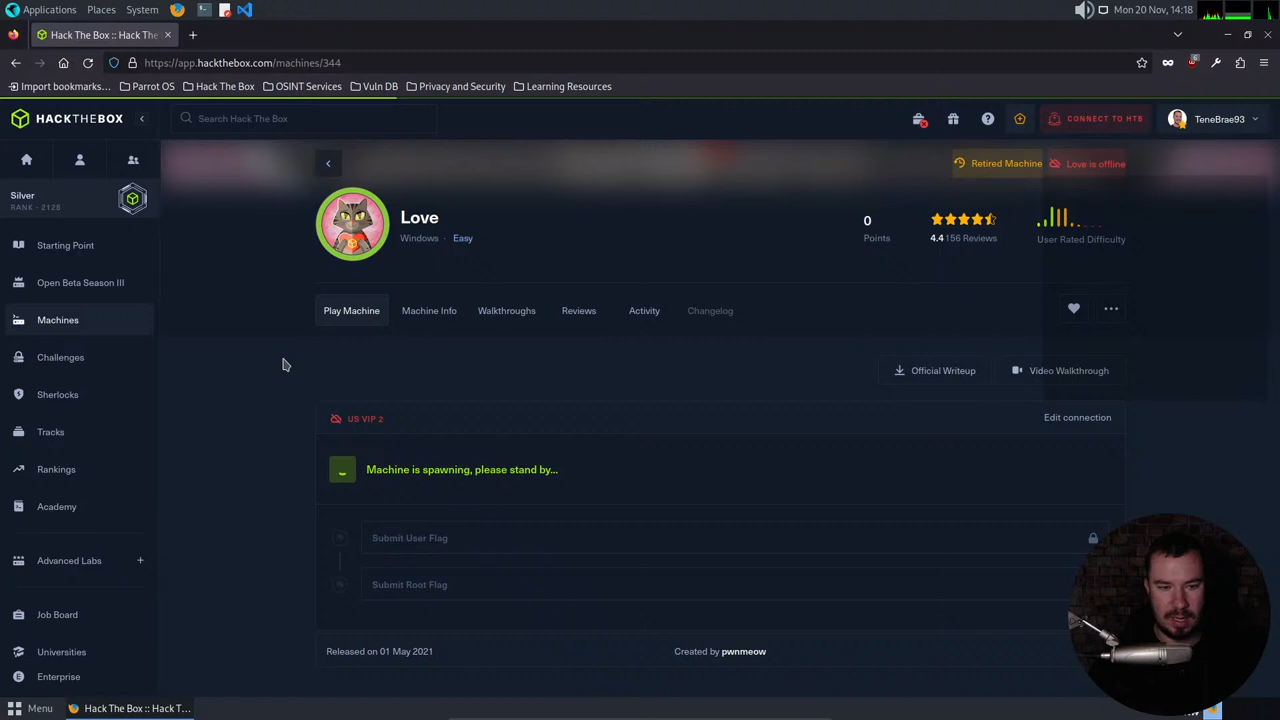 Applications Places System
Mon 20 Nov, 14:18
Hack The Box :: Hack The
https://app.hackthebox.com/machines/344
6
Import bookmarks... Parrot OS Hack The Box OSINT Services Vuln DB Privacy and Security Learning Resources
HACKTHEBOX
Search Hack The Box
CONNECT TO HTB
TeneBrae93
Retired Machine
Love is offline
Silver
RANK - 2128
Love
Windows · Easy
0
Points
4.4 156 Reviews
User Rated Difficulty
Starting Point
Open Beta Season III
Machines
Challenges
Sherlocks
Tracks
Rankings
Academy
Advanced Labs +
Job Board
Universities
Enterprise
Play Machine Machine Info Walkthroughs Reviews Activity Changelog
Official Writeup
Video Walkthrough
US VIP 2
Edit connection
Machine is spawning, please stand by...
Submit User Flag
Submit Root Flag
Released on 01 May 2021
Created by pwnmeow
Menu
Hack The Box :: Hack T...